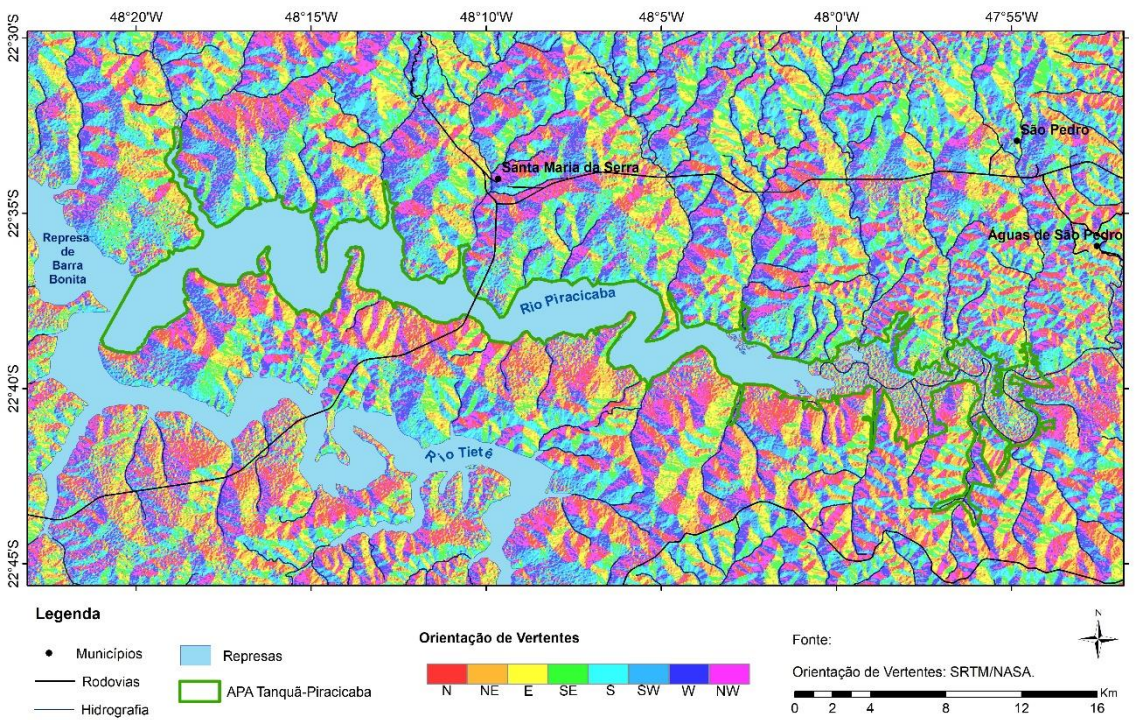 48°20'W 48°15'W 48°10'W 48°5'W 48°0'W 47°55'W
22°30'S
22°35'S
22°40'S
22°45'S
São Pedro
Santa Maria da Serra
Águas de São Pedro
Represa
de
Barra
Bonita
Rio Piracicaba
Rio Tietê
Legenda
Municípios
Rodovias
Hidrografia
Represas
APA Tanquã-Piracicaba
Orientação de Vertentes
N NE E SE S SW W NW
Fonte:
Orientação de Vertentes: SRTM/NASA.
N
Km
0 2 4 8 12 16